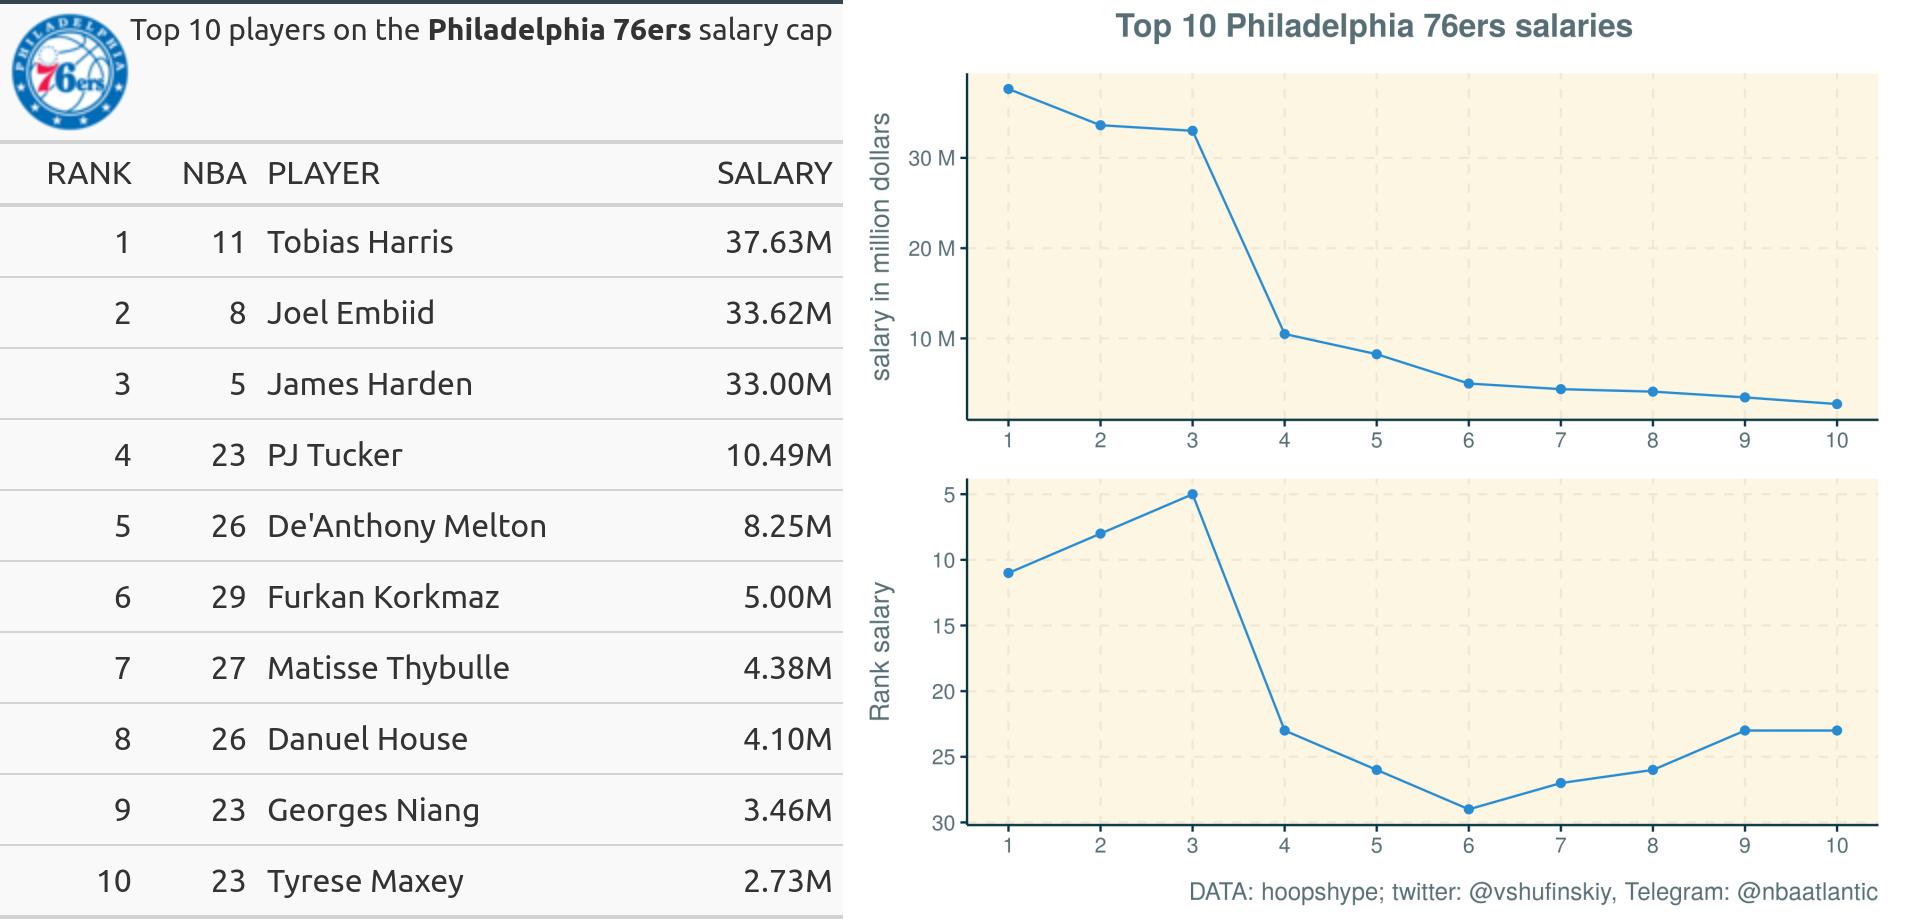 PHILADELPHIA
76ers
Top 10 players on the Philadelphia 76ers salary cap
RANK NBA PLAYER SALARY
1 11 Tobias Harris 37.63M
2 8 Joel Embiid 33.62M
3 5 James Harden 33.00M
4 23 PJ Tucker 10.49M
5 26 De'Anthony Melton 8.25M
6 29 Furkan Korkmaz 5.00M
7 27 Matisse Thybulle 4.38M
8 26 Danuel House 4.10M
9 23 Georges Niang 3.46M
10 23 Tyrese Maxey 2.73M
Top 10 Philadelphia 76ers salaries
salary in million dollars
30 M
20 M
10 M
1 2 3 4 5 6 7 8 9 10
Rank salary
5
10
15
20
25
30
1 2 3 4 5 6 7 8 9 10
DATA: hoopshype; twitter: @vshufinskiy, Telegram: @nbaatlantic